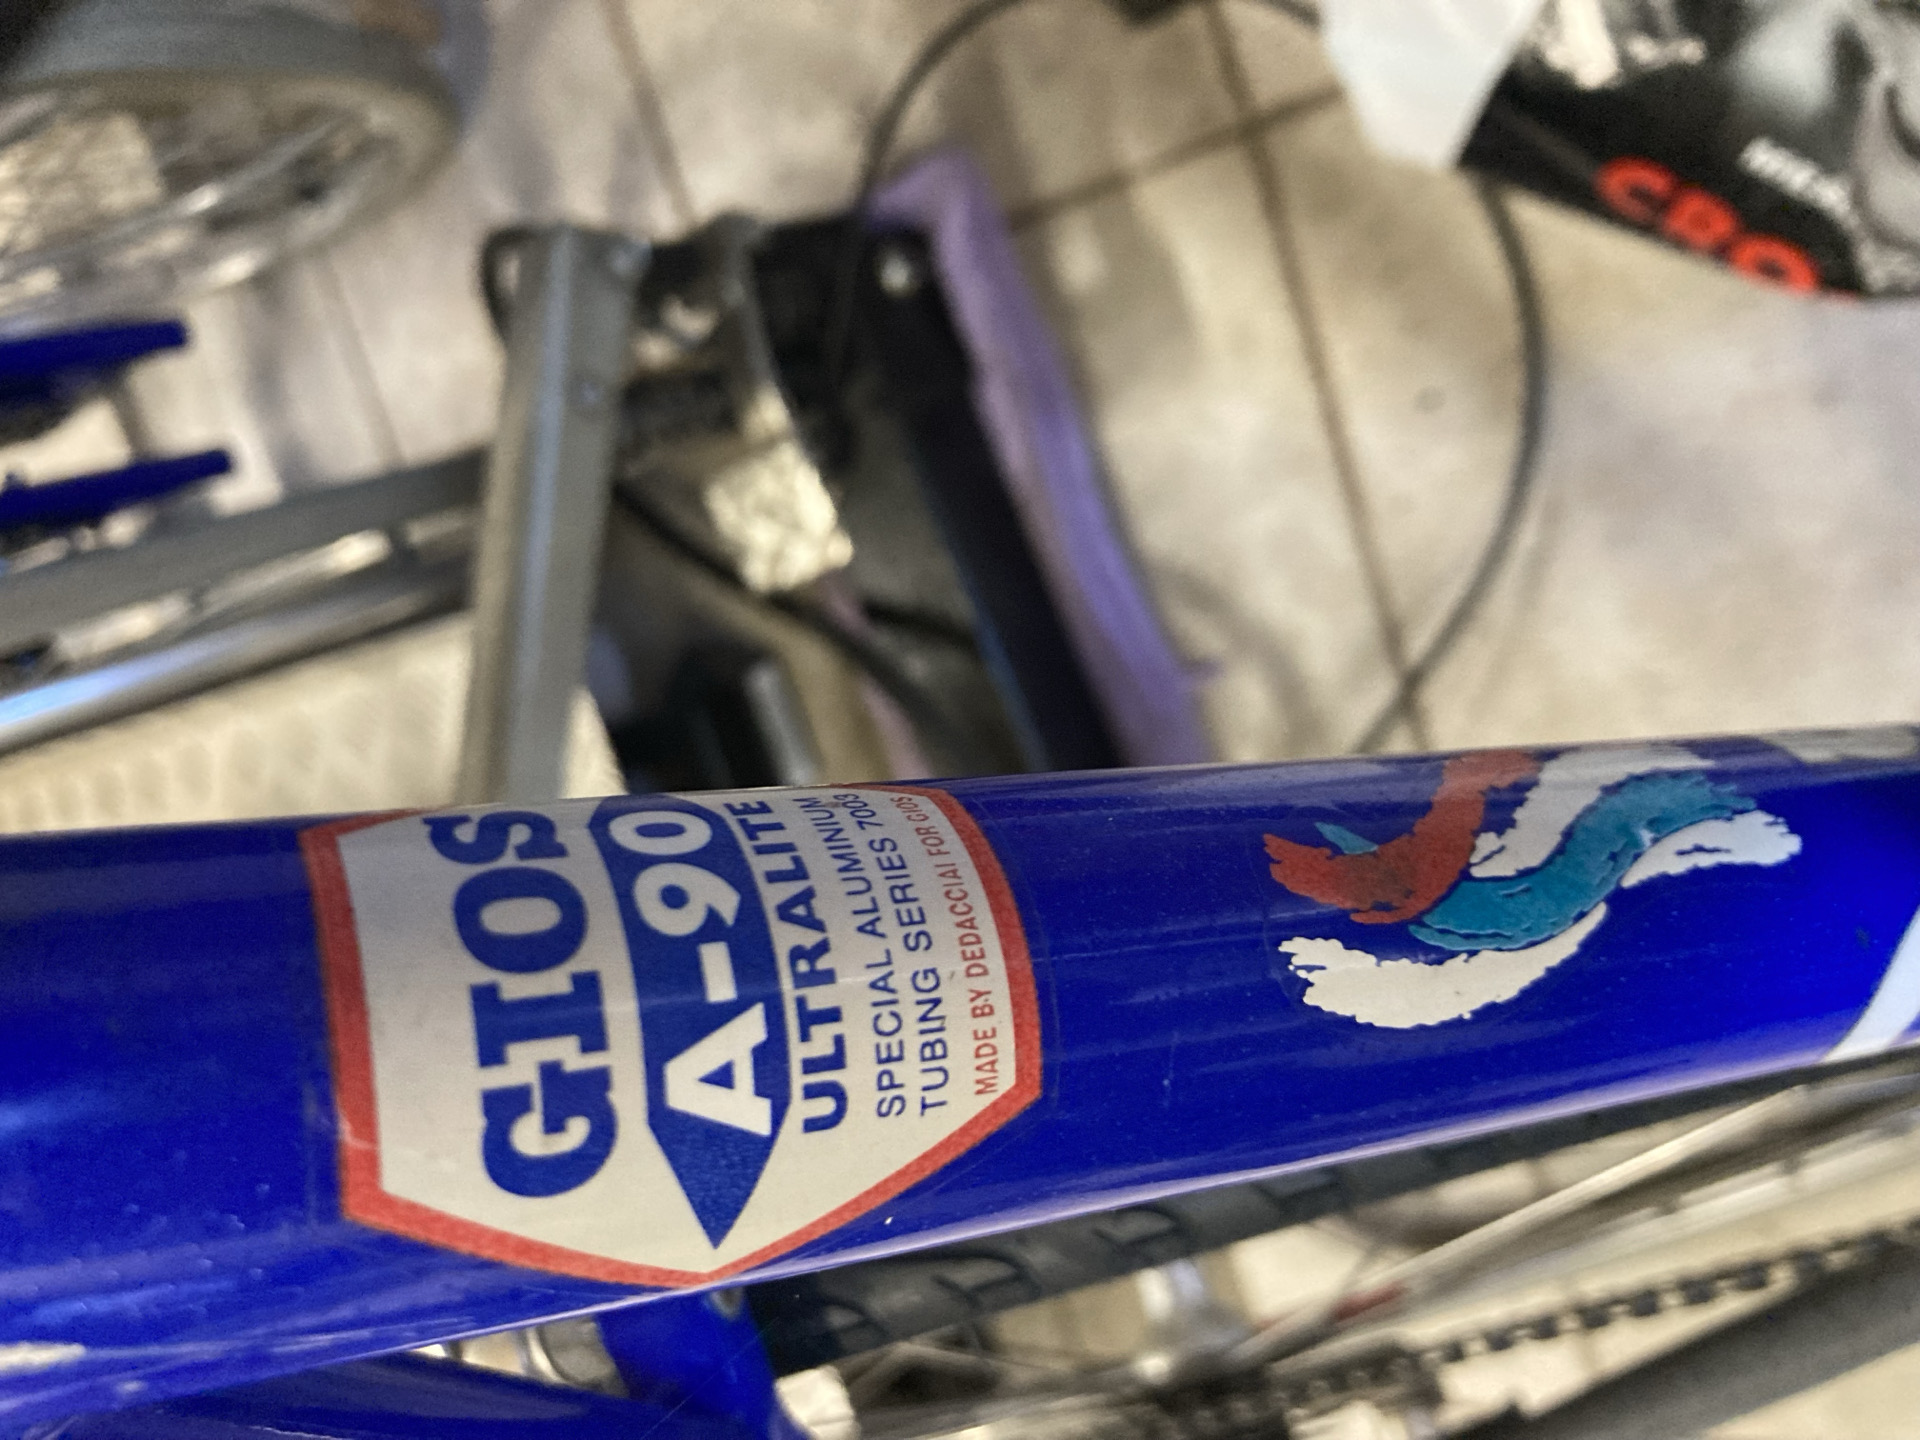 GIOS
A-90
ULTRALITE
SPECIAL ALUMINIUM
TUBING SERIES 7003
MADE BY DEDACCIAI FOR GIOS